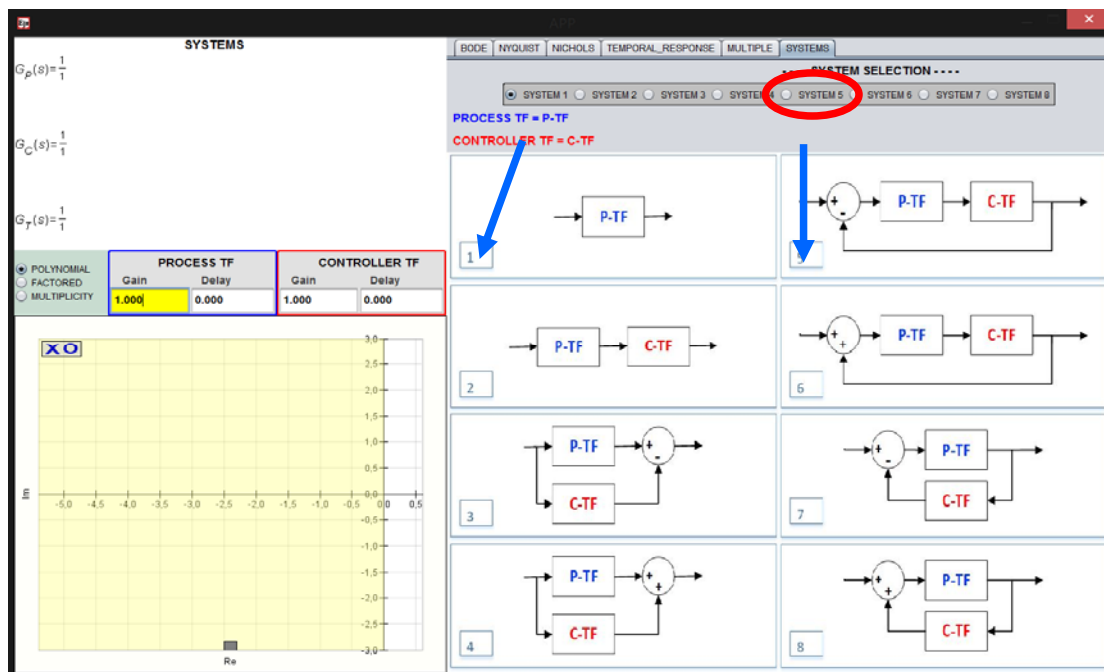 APP
SYSTEMS
G_P(s)=1/1
G_C(s)=1/1
G_T(s)=1/1
POLYNOMIAL
FACTORED
MULTIPLICITY
PROCESS TF
Gain Delay
1.000 0.000
CONTROLLER TF
Gain Delay
1.000 0.000
XO
3,0
2,5
2,0
1,5
1,0
0,5
0,0
-0,5
-1,0
-1,5
-2,0
-2,5
-3,0
-5,0 -4,5 -4,0 -3,5 -3,0 -2,5 -2,0 -1,5 -1,0 -0,5 0,0 0,5
Im
Re
BODE NYQUIST NICHOLS TEMPORAL_RESPONSE MULTIPLE SYSTEMS
SYSTEM SELECTION - - - -
SYSTEM 1 SYSTEM 2 SYSTEM 3 SYSTEM 4 SYSTEM 5 SYSTEM 6 SYSTEM 7 SYSTEM 8
PROCESS TF = P-TF
CONTROLLER TF = C-TF
P-TF
1
P-TF C-TF
2
P-TF + -
C-TF
3
P-TF + +
C-TF
4
+ - P-TF C-TF
5
+ + P-TF C-TF
6
+ - P-TF
C-TF
7
+ + P-TF
C-TF
8